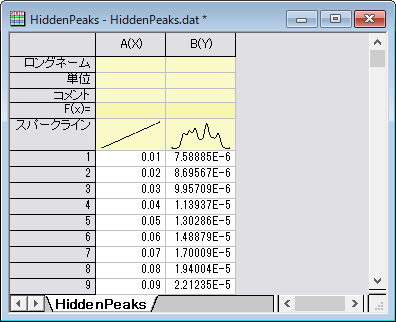 HiddenPeaks - HiddenPeaks.dat *
A(X) B(Y)
ロングネーム
単位
コメント
F(x)=
スパークライン
1 0.01 7.58885E-6
2 0.02 8.69567E-6
3 0.03 9.95709E-6
4 0.04 1.13937E-5
5 0.05 1.30286E-5
6 0.06 1.48879E-5
7 0.07 1.70009E-5
8 0.08 1.94004E-5
9 0.09 2.21235E-5
HiddenPeaks